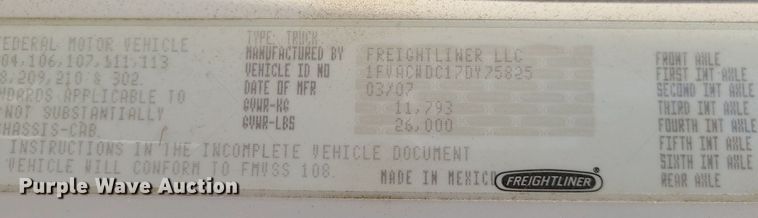 TYPE: TRUCK
FEDERAL MOTOR VEHICLE MANUFACTURED BY FREIGHTLINER LLC FRONT AXLE
04,106,107,111,113 VEHICLE ID NO 1FVACWDC17DY75825 FIRST INT AXLE
8,209,210 & 302. DATE OF MFR 03/07 SECOND INT AXLE
NDARDS APPLICABLE TO GVWR-KG 11,793 THIRD INT AXLE
NOT SUBSTANTIALLY GVWR-LBS 26,000 FOURTH INT AXLE
CHASSIS-CAB. FIFTH INT AXLE
INSTRUCTIONS IN THE INCOMPLETE VEHICLE DOCUMENT SIXTH INT AXLE
VEHICLE WILL CONFORM TO FMVSS 108. MADE IN MEXICO FREIGHTLINER REAR AXLE
Purple Wave Auction